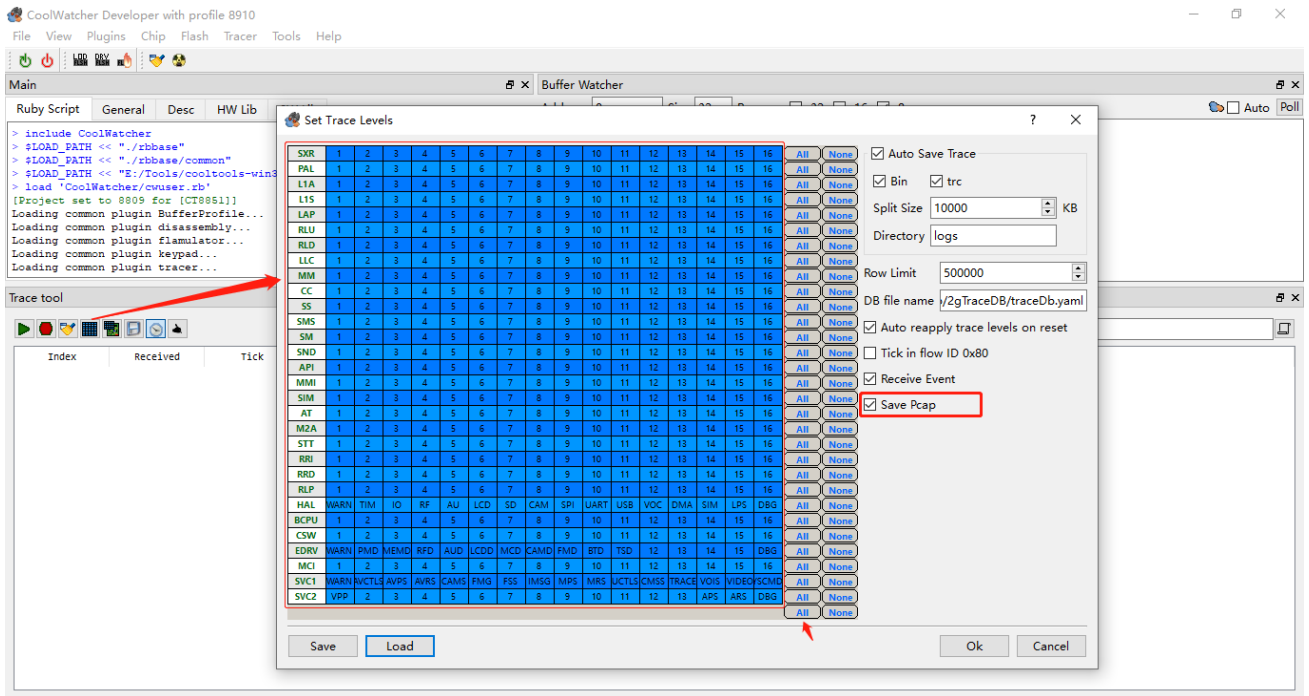 CoolWatcher Developer with profile 8910
File View Plugins Chip Flash Tracer Tools Help
Main
Buffer Watcher
Ruby Script General Desc HW Lib
Auto Poll
> include CoolWatcher
> $LOAD_PATH << "./rbbase"
> $LOAD_PATH << "./rbbase/common"
> $LOAD_PATH << "E:/Tools/cooltools-win3
> load 'CoolWatcher/cwuser.rb'
[Project set to 8809 for [CT8851]]
Loading common plugin BufferProfile...
Loading common plugin disassembly...
Loading common plugin flamulator...
Loading common plugin keypad...
Loading common plugin tracer...
Trace tool
Index Received Tick
Set Trace Levels
? ×
SXR 1 2 3 4 5 6 7 8 9 10 11 12 13 14 15 16 All None
PAL 1 2 3 4 5 6 7 8 9 10 11 12 13 14 15 16 All None
L1A 1 2 3 4 5 6 7 8 9 10 11 12 13 14 15 16 All None
L1S 1 2 3 4 5 6 7 8 9 10 11 12 13 14 15 16 All None
LAP 1 2 3 4 5 6 7 8 9 10 11 12 13 14 15 16 All None
RLU 1 2 3 4 5 6 7 8 9 10 11 12 13 14 15 16 All None
RLD 1 2 3 4 5 6 7 8 9 10 11 12 13 14 15 16 All None
LLC 1 2 3 4 5 6 7 8 9 10 11 12 13 14 15 16 All None
MM 1 2 3 4 5 6 7 8 9 10 11 12 13 14 15 16 All None
CC 1 2 3 4 5 6 7 8 9 10 11 12 13 14 15 16 All None
SS 1 2 3 4 5 6 7 8 9 10 11 12 13 14 15 16 All None
SMS 1 2 3 4 5 6 7 8 9 10 11 12 13 14 15 16 All None
SM 1 2 3 4 5 6 7 8 9 10 11 12 13 14 15 16 All None
SND 1 2 3 4 5 6 7 8 9 10 11 12 13 14 15 16 All None
API 1 2 3 4 5 6 7 8 9 10 11 12 13 14 15 16 All None
MMI 1 2 3 4 5 6 7 8 9 10 11 12 13 14 15 16 All None
SIM 1 2 3 4 5 6 7 8 9 10 11 12 13 14 15 16 All None
AT 1 2 3 4 5 6 7 8 9 10 11 12 13 14 15 16 All None
M2A 1 2 3 4 5 6 7 8 9 10 11 12 13 14 15 16 All None
STT 1 2 3 4 5 6 7 8 9 10 11 12 13 14 15 16 All None
RRI 1 2 3 4 5 6 7 8 9 10 11 12 13 14 15 16 All None
RRD 1 2 3 4 5 6 7 8 9 10 11 12 13 14 15 16 All None
RLP 1 2 3 4 5 6 7 8 9 10 11 12 13 14 15 16 All None
HAL WARN TIM IO RF AU LCD SD CAM SPI UART USB VOC DMA SIM LPS DBG All None
BCPU 1 2 3 4 5 6 7 8 9 10 11 12 13 14 15 16 All None
CSW 1 2 3 4 5 6 7 8 9 10 11 12 13 14 15 16 All None
EDRV WARN PMD MEMD RFD AUD LCDD MCD CAMD FMD BTD TSD 12 13 14 15 DBG All None
MCI 1 2 3 4 5 6 7 8 9 10 11 12 13 14 15 16 All None
SVC1 WARN AVCTLS AVPS AVRS CAMS FMG FSS IMSG MPS MRS UCTLS CMSS TRACE VOIS VIDEO All None
SVC2 VPP 2 3 4 5 6 7 8 9 10 11 12 13 APS ARS DBG All None
All None
Auto Save Trace
Bin trc
Split Size 10000 KB
Directory logs
Row Limit 500000
DB file name /2gTraceDB/traceDb.yaml
Auto reapply trace levels on reset
Tick in flow ID 0x80
Receive Event
Save Pcap
Save Load Ok Cancel